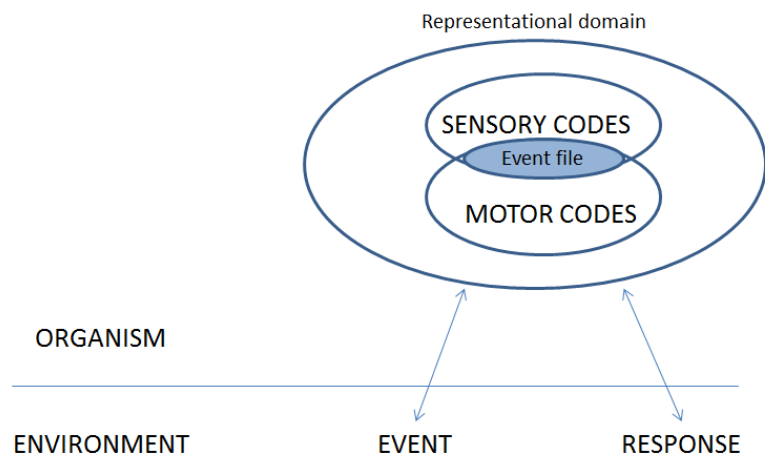 Representational domain
SENSORY CODES
Event file
MOTOR CODES
ORGANISM
ENVIRONMENT EVENT RESPONSE